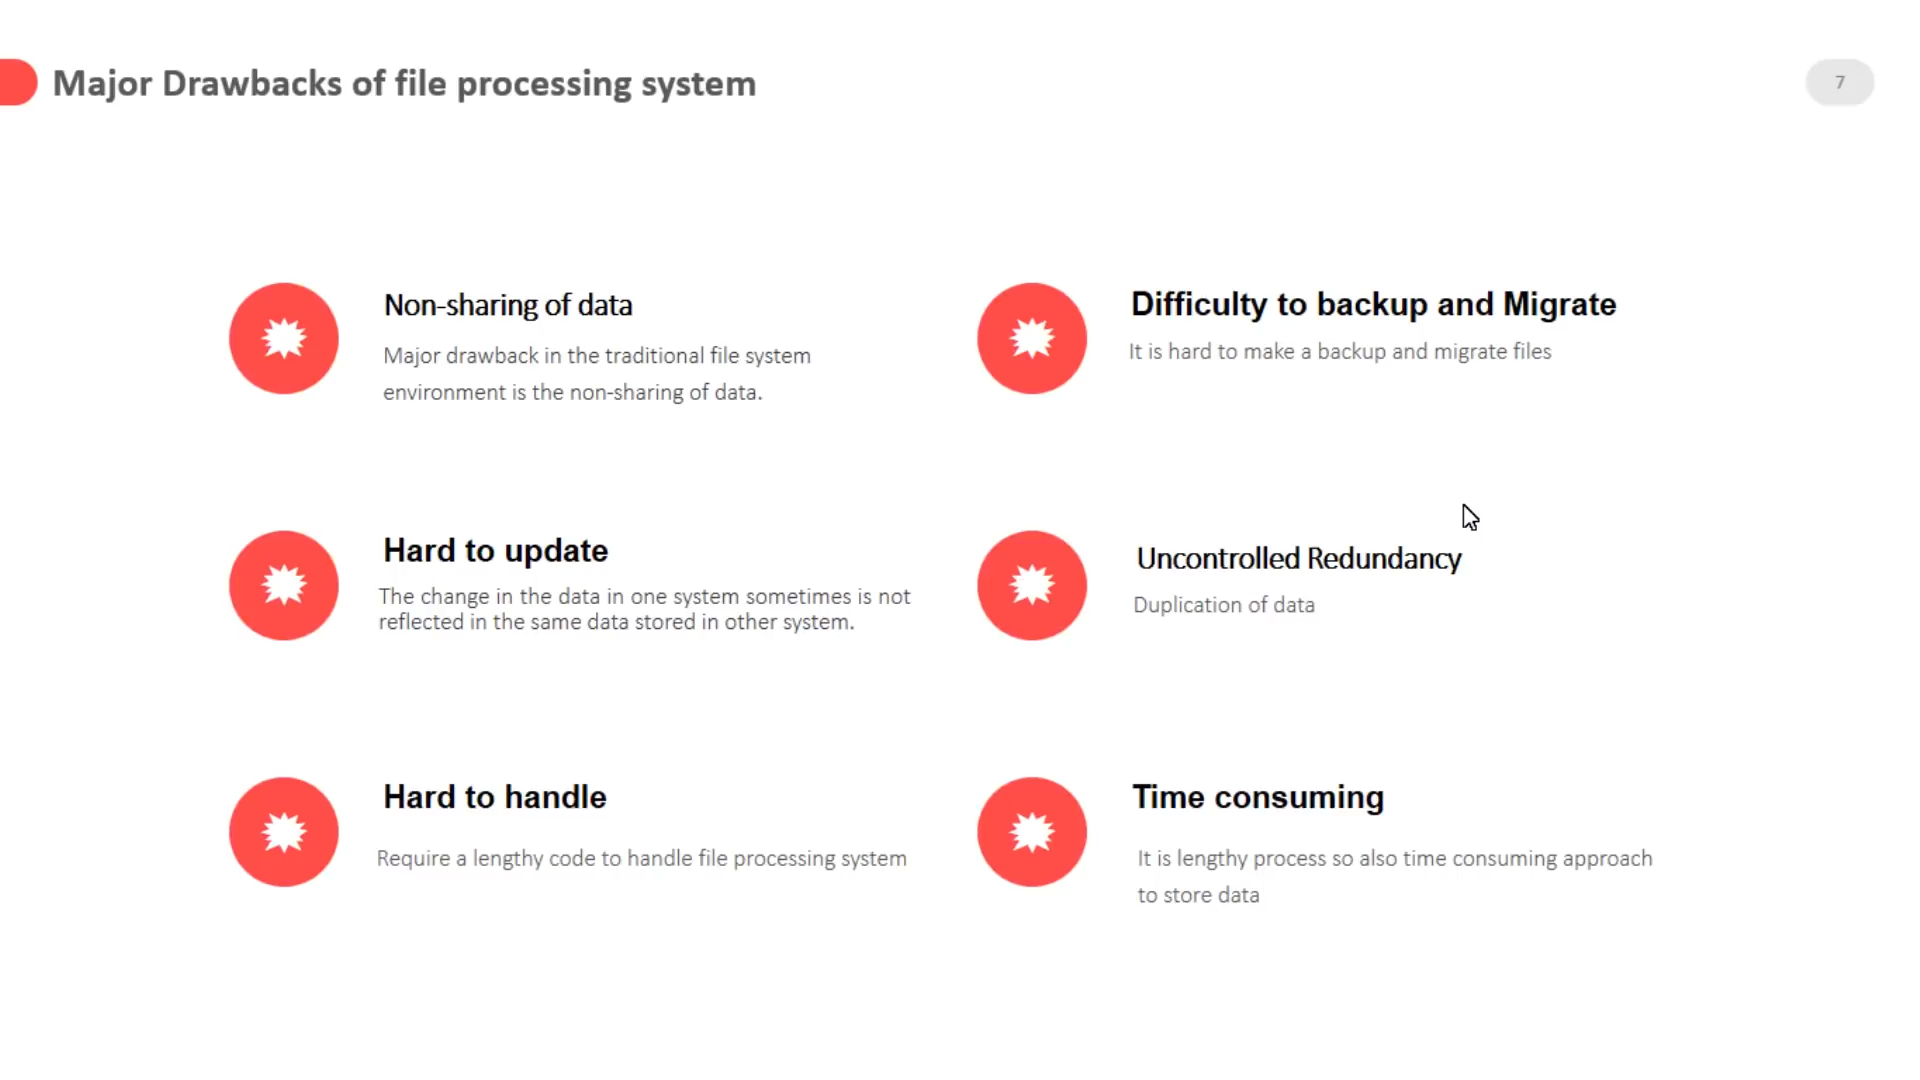 Major Drawbacks of file processing system
7
Non-sharing of data
Major drawback in the traditional file system
environment is the non-sharing of data.
Difficulty to backup and Migrate
It is hard to make a backup and migrate files
Hard to update
The change in the data in one system sometimes is not
reflected in the same data stored in other system.
Uncontrolled Redundancy
Duplication of data
Hard to handle
Require a lengthy code to handle file processing system
Time consuming
It is lengthy process so also time consuming approach
to store data